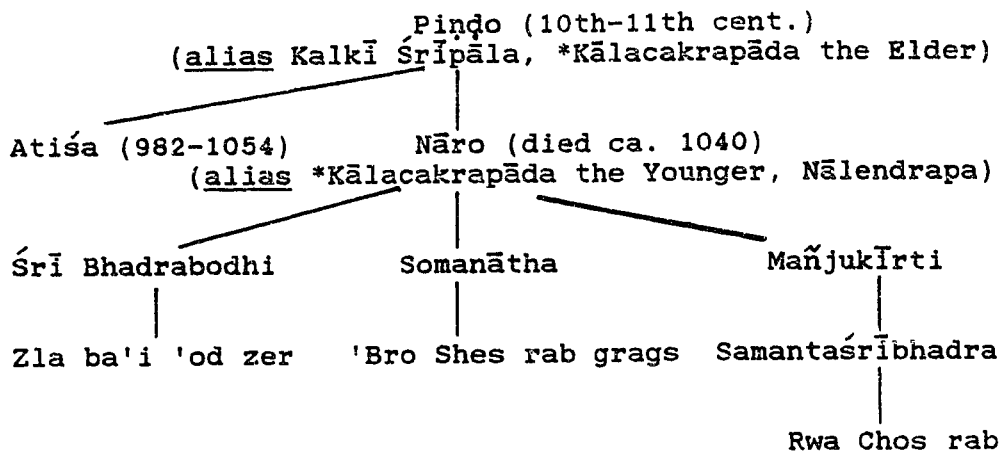 Piṇḍo (10th-11th cent.)
(alias Kalkī Śrīpāla, *Kālacakrapāda the Elder)
Atiśa (982-1054) Nāro (died ca. 1040)
(alias *Kālacakrapāda the Younger, Nālendrapa)
Śrī Bhadrabodhi Somanātha Mañjukīrti
Zla ba'i 'od zer 'Bro Shes rab grags Samantaśrībhadra
Rwa Chos rab